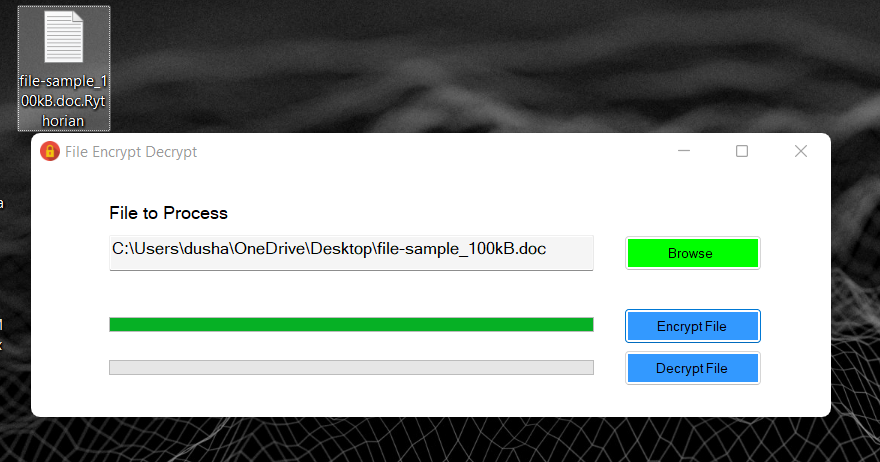 file-sample_1
00kB.doc.Ryt
horian
File Encrypt Decrypt
File to Process
C:\Users\dusha\OneDrive\Desktop\file-sample_100kB.doc
Browse
Encrypt File
Decrypt File